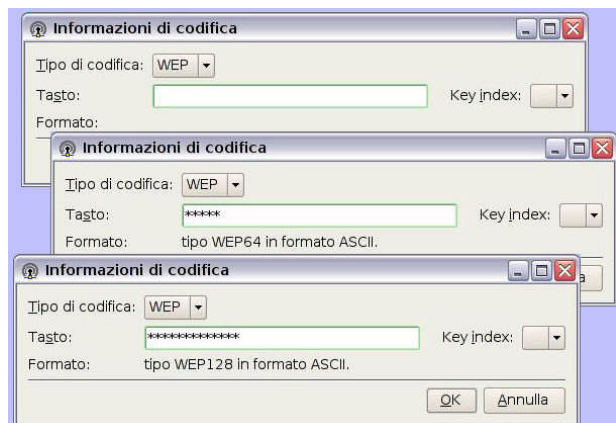 Informazioni di codifica
Tipo di codifica: WEP
Tasto: Key index:
Formato:
Informazioni di codifica
Tipo di codifica: WEP
Tasto: ***** Key index:
Formato: tipo WEP64 in formato ASCII.
a
Informazioni di codifica
Tipo di codifica: WEP
Tasto: ************* Key index:
Formato: tipo WEP128 in formato ASCII.
OK Annulla